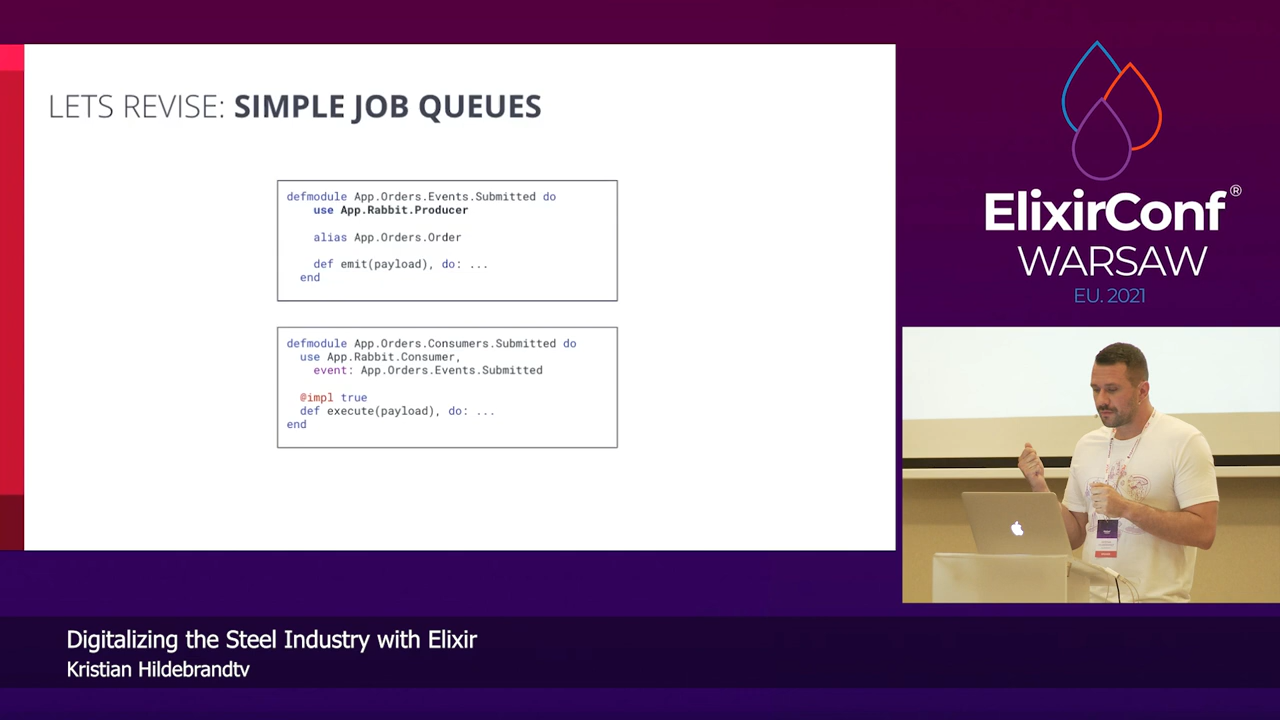 LETS REVISE: SIMPLE JOB QUEUES
defmodule App.Orders.Events.Submitted do
use App.Rabbit.Producer
alias App.Orders.Order
def emit(payload), do: ...
end
defmodule App.Orders.Consumers.Submitted do
use App.Rabbit.Consumer,
event: App.Orders.Events.Submitted
@impl true
def execute(payload), do: ...
end
ElixirConf®
WARSAW
EU. 2021
Digitalizing the Steel Industry with Elixir
Kristian Hildebrandtv